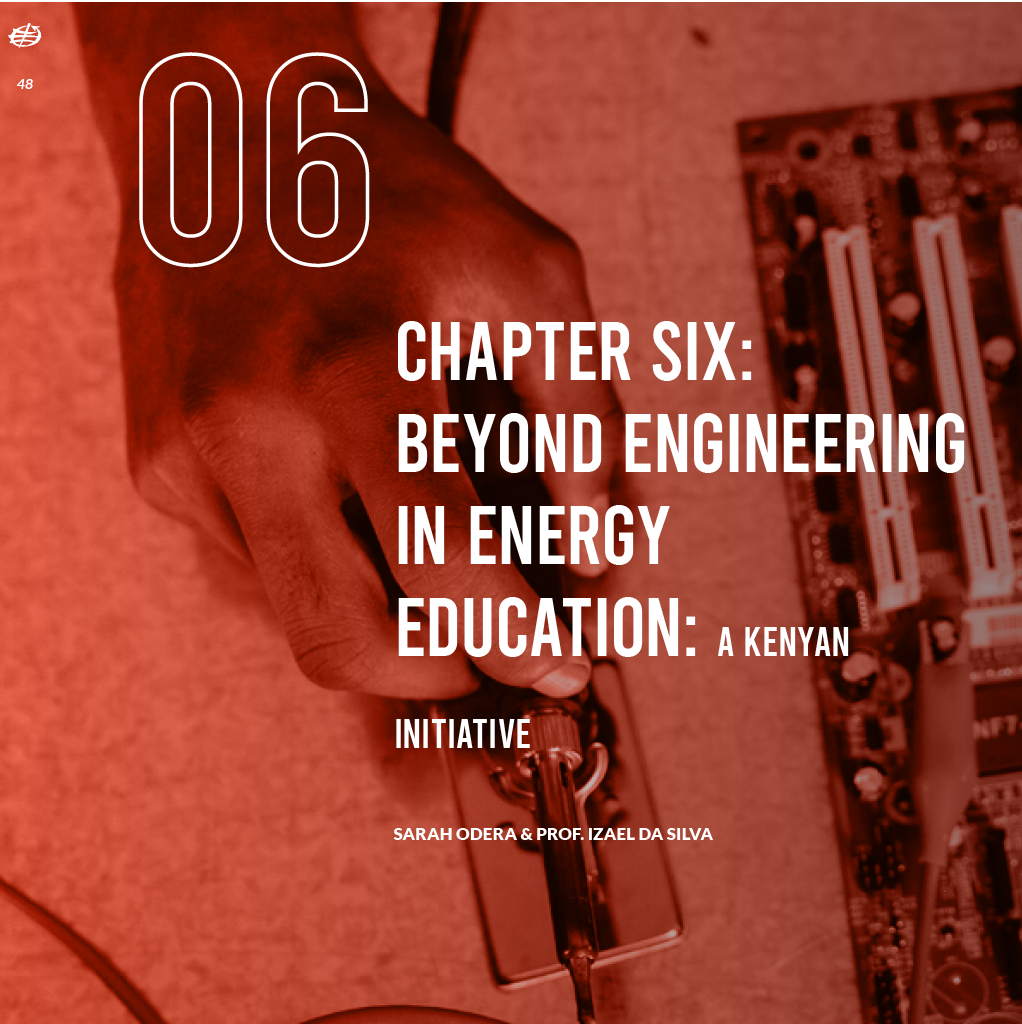 48
06
CHAPTER SIX:
BEYOND ENGINEERING
IN ENERGY
EDUCATION: A KENYAN
INITIATIVE
SARAH ODERA & PROF. IZAEL DA SILVA